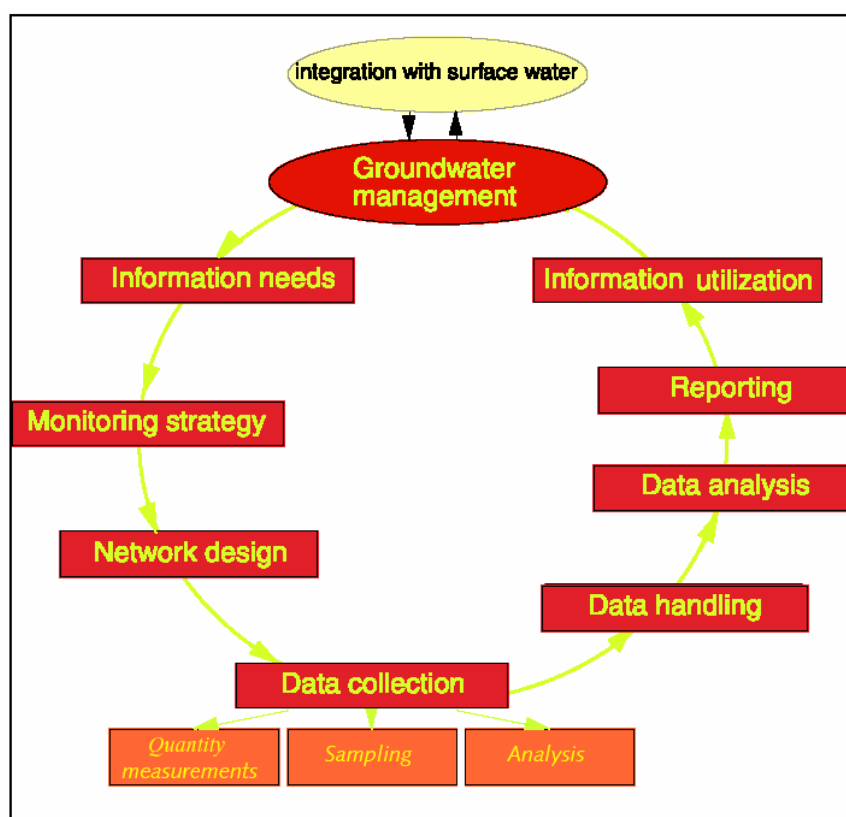 integration with surface water
Groundwater
management
Information needs
Information utilization
Monitoring strategy
Reporting
Data analysis
Network design
Data handling
Data collection
Quantity
measurements
Sampling
Analysis